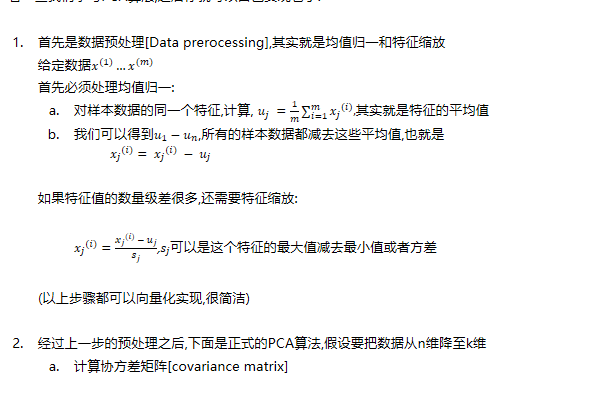 1. 首先是数据预处理[Data prerocessing],其实就是均值归一和特征缩放
给定数据x⁽¹⁾ … x⁽ᵐ⁾
首先必须处理均值归一:
a. 对样本数据的同一个特征,计算, u_j = \frac{1}{m}∑_{i=1}^{m} x_j^{(i)},其实就是特征的平均值
b. 我们可以得到u₁ − uₙ,所有的样本数据都减去这些平均值,也就是
x_j^{(i)} = x_j^{(i)} − u_j
如果特征值的数量级差很多,还需要特征缩放:
x_j^{(i)} = \frac{x_j^{(i)} − u_j}{s_j},s_j可以是这个特征的最大值减去最小值或者方差
(以上步骤都可以向量化实现,很简洁)
2. 经过上一步的预处理之后,下面是正式的PCA算法,假设要把数据从n维降至k维
a. 计算协方差矩阵[covariance matrix]